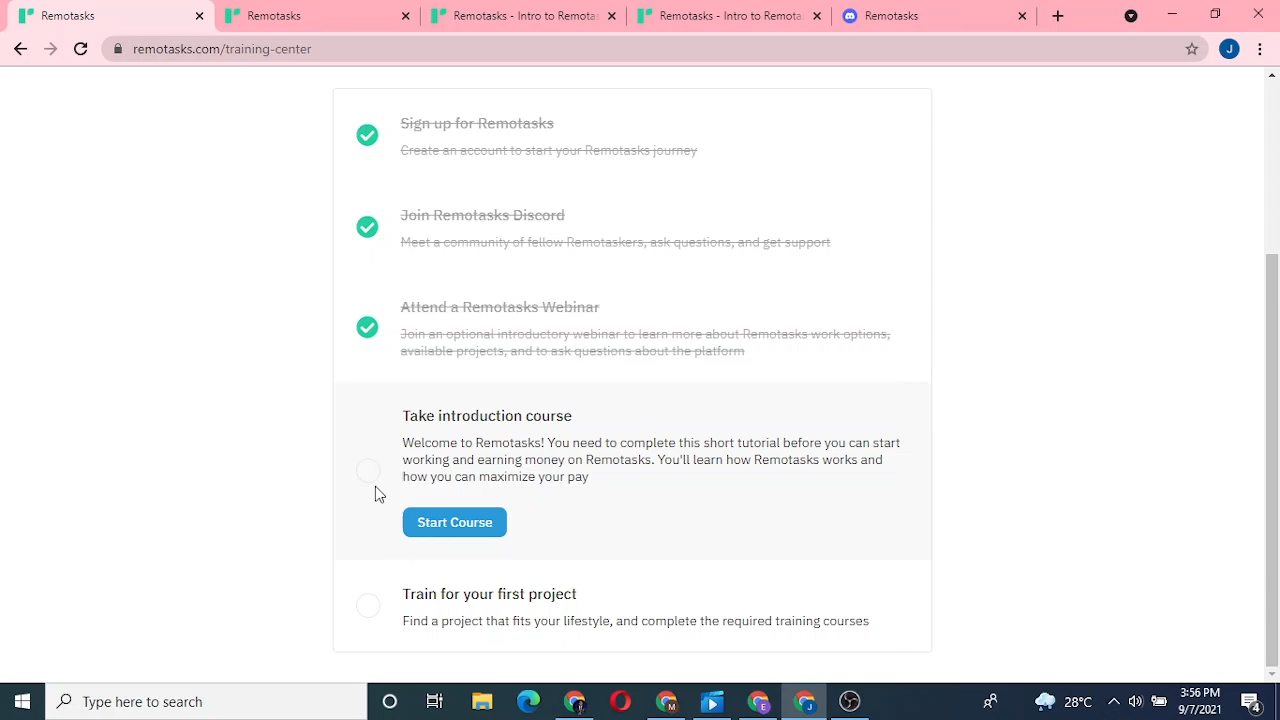 Remotasks
Remotasks
Remotasks - Intro to Remota
Remotasks - Intro to Remota
Remotasks
remotasks.com/training-center
J
Sign up for Remotasks
Create an account to start your Remotasks journey
Join Remotasks Discord
Meet a community of fellow Remotaskers, ask questions, and get support
Attend a Remotasks Webinar
Join an optional introductory webinar to learn more about Remotasks work options,
available projects, and to ask questions about the platform
Take introduction course
Welcome to Remotasks! You need to complete this short tutorial before you can start
working and earning money on Remotasks. You'll learn how Remotasks works and
how you can maximize your pay
Start Course
Train for your first project
Find a project that fits your lifestyle, and complete the required training courses
Type here to search
M
E
J
28°C
3:56 PM
9/7/2021
4